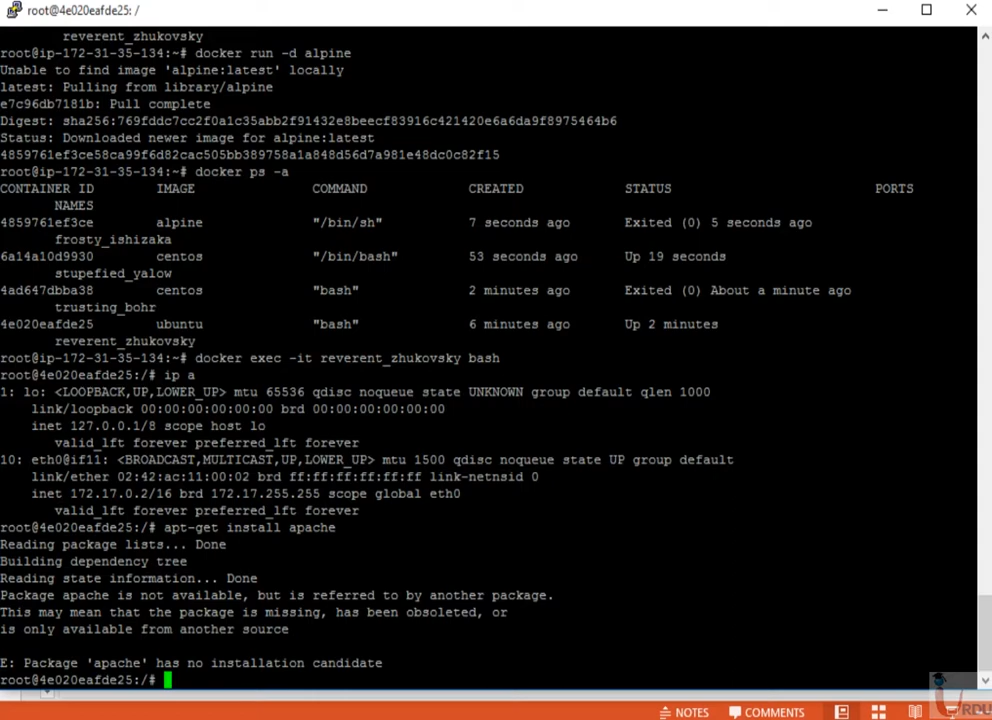 root@4e020eafde25: /
reverent_zhukovsky
root@ip-172-31-35-134:~# docker run -d alpine
Unable to find image 'alpine:latest' locally
latest: Pulling from library/alpine
e7c96db7181b: Pull complete
Digest: sha256:769fddc7cc2f0a1c35abb2f91432e8beecf83916c421420e6a6da9f8975464b6
Status: Downloaded newer image for alpine:latest
4859761ef3ce58ca99f6d82cac505bb389758a1a848d56d7a981e48dc0c82f15
root@ip-172-31-35-134:~# docker ps -a
CONTAINER ID IMAGE COMMAND CREATED STATUS PORTS
NAMES
4859761ef3ce alpine "/bin/sh" 7 seconds ago Exited (0) 5 seconds ago
frosty_ishizaka
6a14a10d9930 centos "/bin/bash" 53 seconds ago Up 19 seconds
stupefied_yalow
4ad647dbba38 centos "bash" 2 minutes ago Exited (0) About a minute ago
trusting_bohr
4e020eafde25 ubuntu "bash" 6 minutes ago Up 2 minutes
reverent_zhukovsky
root@ip-172-31-35-134:~# docker exec -it reverent_zhukovsky bash
root@4e020eafde25:/# ip a
1: lo: <LOOPBACK,UP,LOWER_UP> mtu 65536 qdisc noqueue state UNKNOWN group default qlen 1000
link/loopback 00:00:00:00:00:00 brd 00:00:00:00:00:00
inet 127.0.0.1/8 scope host lo
valid_lft forever preferred_lft forever
10: eth0@if11: <BROADCAST,MULTICAST,UP,LOWER_UP> mtu 1500 qdisc noqueue state UP group default
link/ether 02:42:ac:11:00:02 brd ff:ff:ff:ff:ff:ff link-netnsid 0
inet 172.17.0.2/16 brd 172.17.255.255 scope global eth0
valid_lft forever preferred_lft forever
root@4e020eafde25:/# apt-get install apache
Reading package lists... Done
Building dependency tree
Reading state information... Done
Package apache is not available, but is referred to by another package.
This may mean that the package is missing, has been obsoleted, or
is only available from another source
E: Package 'apache' has no installation candidate
root@4e020eafde25:/#
NOTES COMMENTS